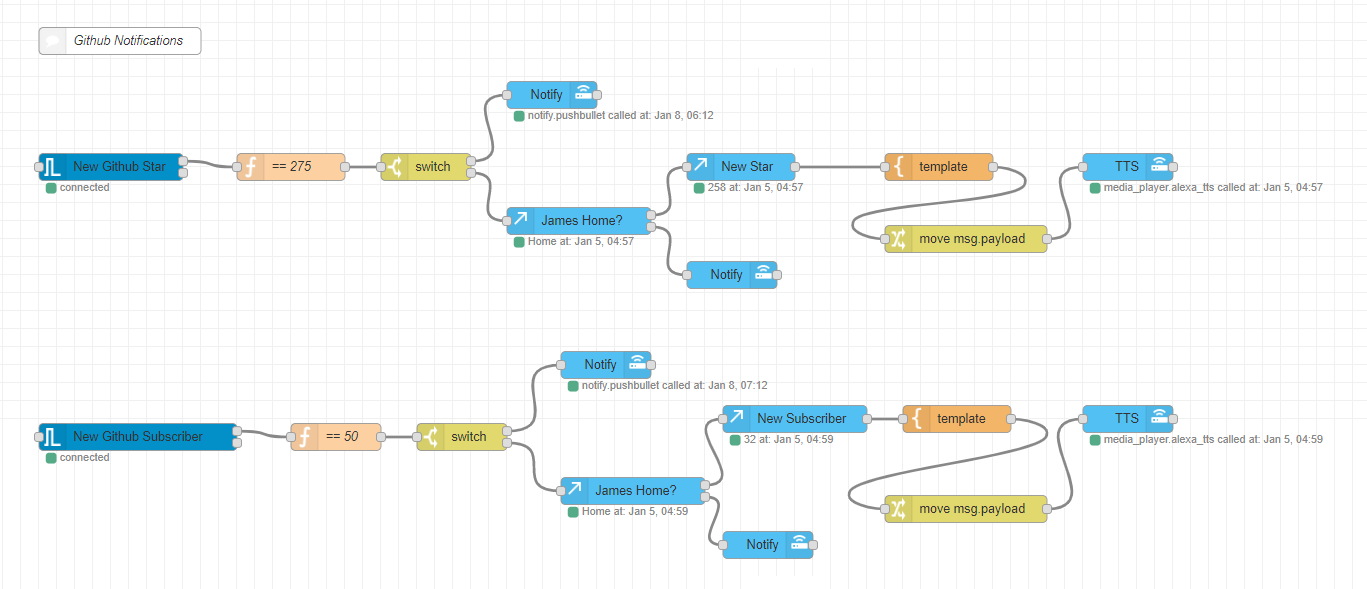 Github Notifications
Notify
notify.pushbullet called at: Jan 8, 06:12
New Github Star
connected
== 275
switch
New Star
258 at: Jan 5, 04:57
template
TTS
media_player.alexa_tts called at: Jan 5, 04:57
James Home?
Home at: Jan 5, 04:57
move msg.payload
Notify
Notify
notify.pushbullet called at: Jan 8, 07:12
New Github Subscriber
connected
== 50
switch
New Subscriber
32 at: Jan 5, 04:59
template
TTS
media_player.alexa_tts called at: Jan 5, 04:59
James Home?
Home at: Jan 5, 04:59
move msg.payload
Notify